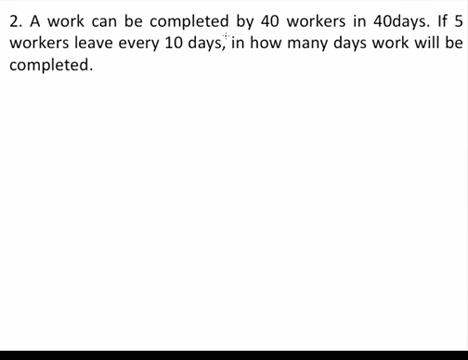 2. A work can be completed by 40 workers in 40days. If 5
workers leave every 10 days, in how many days work will be
completed.